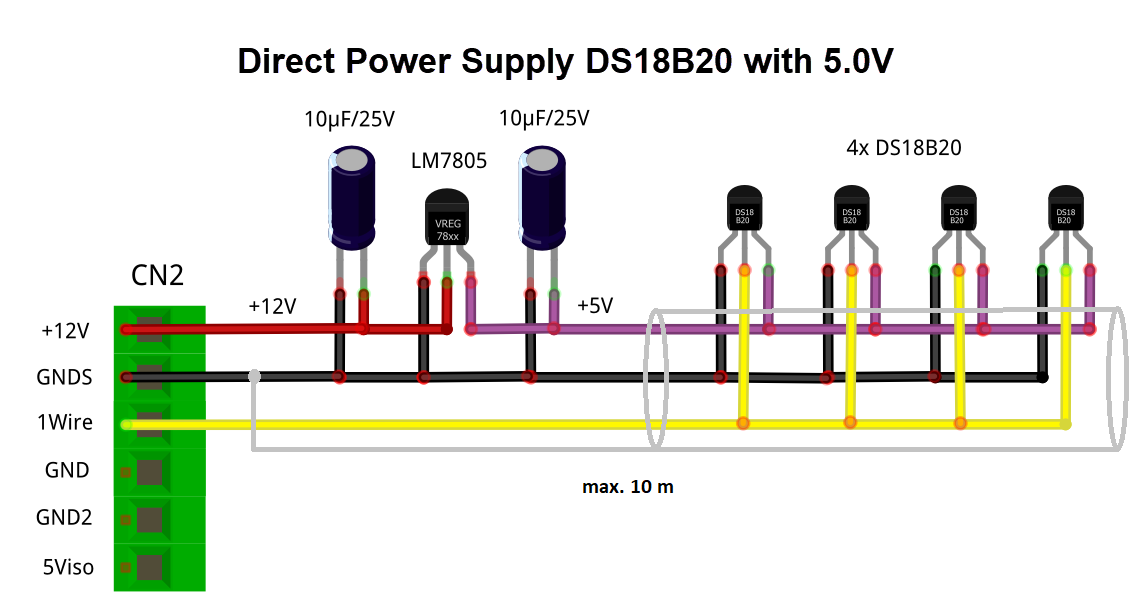 Direct Power Supply DS18B20 with 5.0V
10µF/25V
10µF/25V
LM7805
4x DS18B20
VREG
78xx
DS18
B20
DS18
B20
DS18
B20
DS18
B20
CN2
+12V
+5V
+12V
GNDS
1Wire
GND
GND2
5Viso
max. 10 m